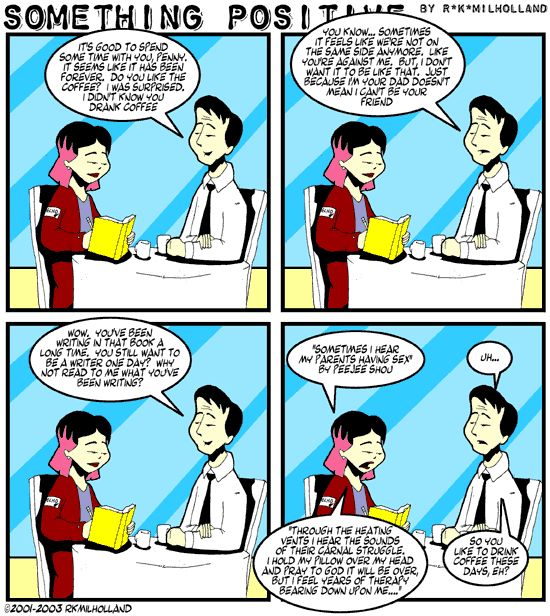 SOMETHING POSITIVE BY R*K*MILHOLLAND
IT'S GOOD TO SPEND
SOME TIME WITH YOU, PENNY.
IT SEEMS LIKE IT HAS BEEN
FOREVER. DO YOU LIKE THE
COFFEE? I WAS SURPRISED.
I DIDN'T KNOW YOU
DRANK COFFEE
YOU KNOW... SOMETIMES
IT FEELS LIKE WE'RE NOT ON
THE SAME SIDE ANYMORE. LIKE
YOU'RE AGAINST ME. BUT, I DON'T
WANT IT TO BE LIKE THAT. JUST
BECAUSE I'M YOUR DAD DOESN'T
MEAN I CAN'T BE YOUR
FRIEND
WOW. YOU'VE BEEN
WRITING IN THAT BOOK A
LONG TIME. YOU STILL WANT TO
BE A WRITER ONE DAY? WHY
NOT READ TO ME WHAT YOU'VE
BEEN WRITING?
"SOMETIMES I HEAR
MY PARENTS HAVING SEX"
BY PEEJEE SHOU
UH...
"THROUGH THE HEATING
VENTS I HEAR THE SOUNDS
OF THEIR CARNAL STRUGGLE.
I HOLD MY PILLOW OVER MY HEAD
AND PRAY TO GOD IT WILL BE OVER,
BUT I FEEL YEARS OF THERAPY
BEARING DOWN UPON ME...."
SO YOU
LIKE TO DRINK
COFFEE THESE
DAYS, EH?
©2001-2003 RKMILHOLLAND